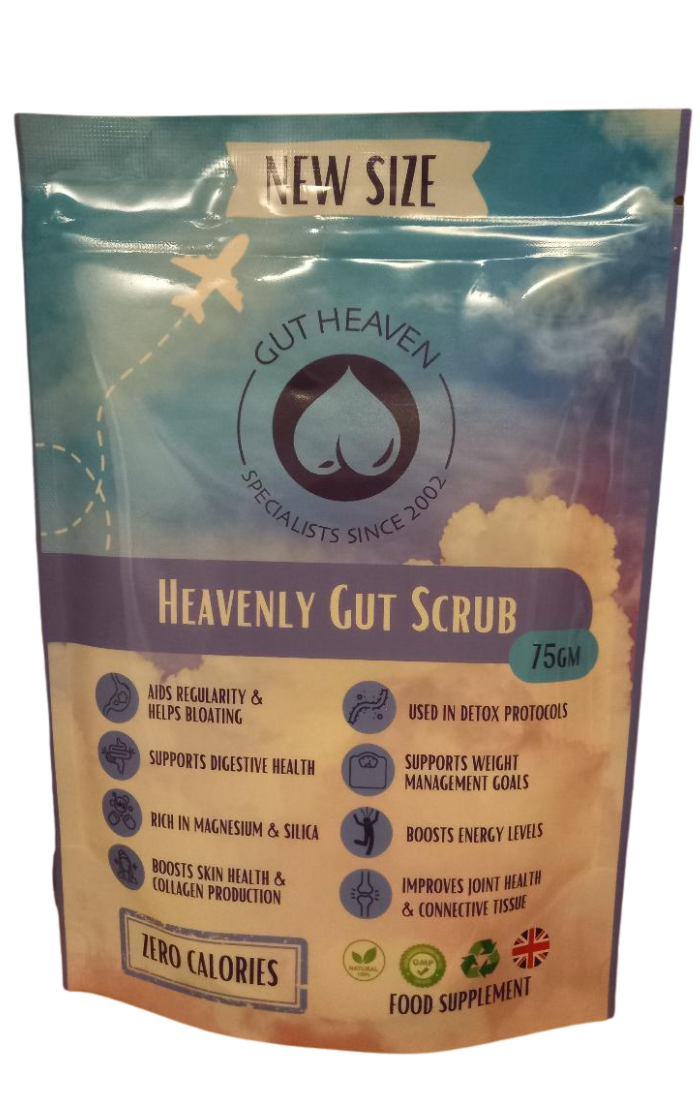 NEW SIZE
GUT HEAVEN
SPECIALISTS SINCE 2002
HEAVENLY GUT SCRUB
75GM
AIDS REGULARITY &
HELPS BLOATING
SUPPORTS DIGESTIVE HEALTH
RICH IN MAGNESIUM & SILICA
BOOSTS SKIN HEALTH &
COLLAGEN PRODUCTION
USED IN DETOX PROTOCOLS
SUPPORTS WEIGHT
MANAGEMENT GOALS
BOOSTS ENERGY LEVELS
IMPROVES JOINT HEALTH
& CONNECTIVE TISSUE
ZERO CALORIES
NATURAL
100%
GMP
FOOD SUPPLEMENT